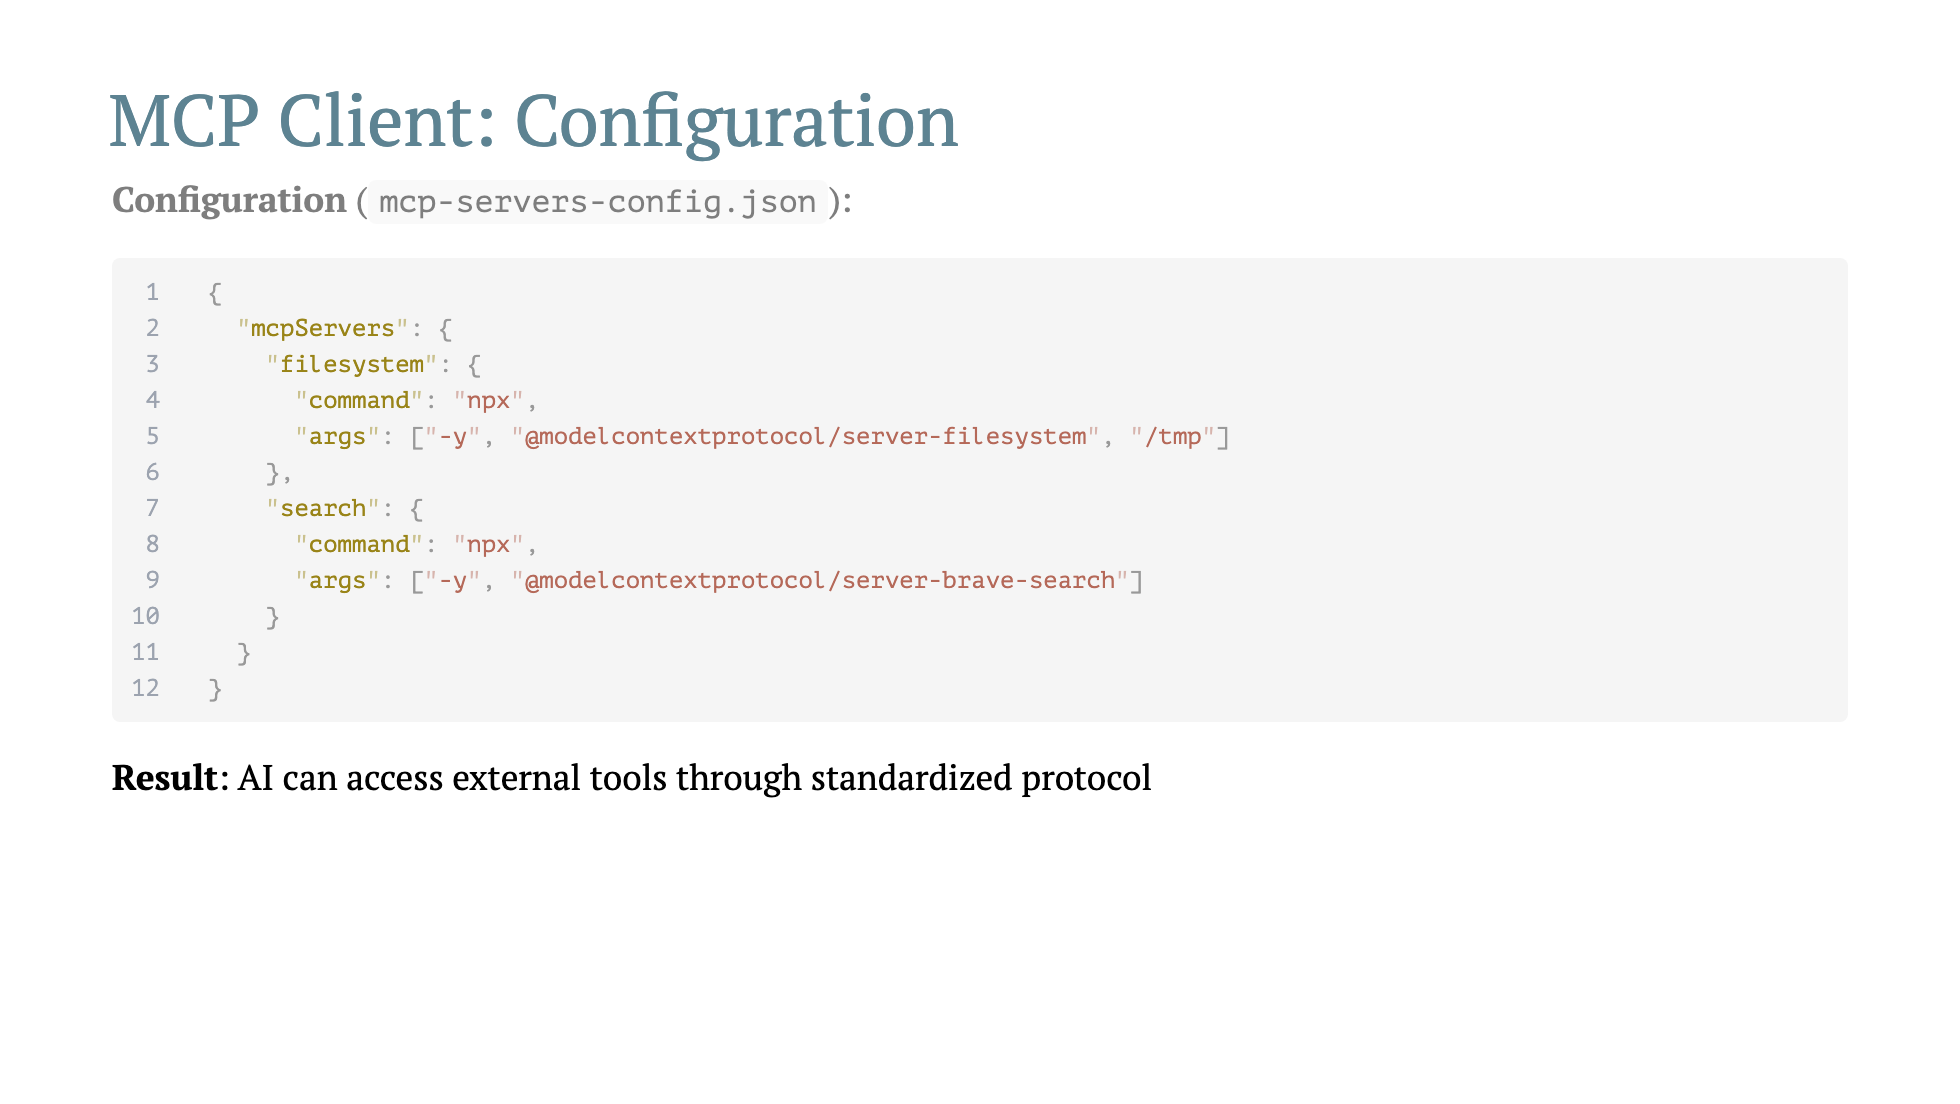 MCP Client: Configuration
Configuration (mcp-servers-config.json):
1 {
2   "mcpServers": {
3     "filesystem": {
4       "command": "npx",
5       "args": ["-y", "@modelcontextprotocol/server-filesystem", "/tmp"]
6     },
7     "search": {
8       "command": "npx",
9       "args": ["-y", "@modelcontextprotocol/server-brave-search"]
10     }
11   }
12 }
Result: AI can access external tools through standardized protocol